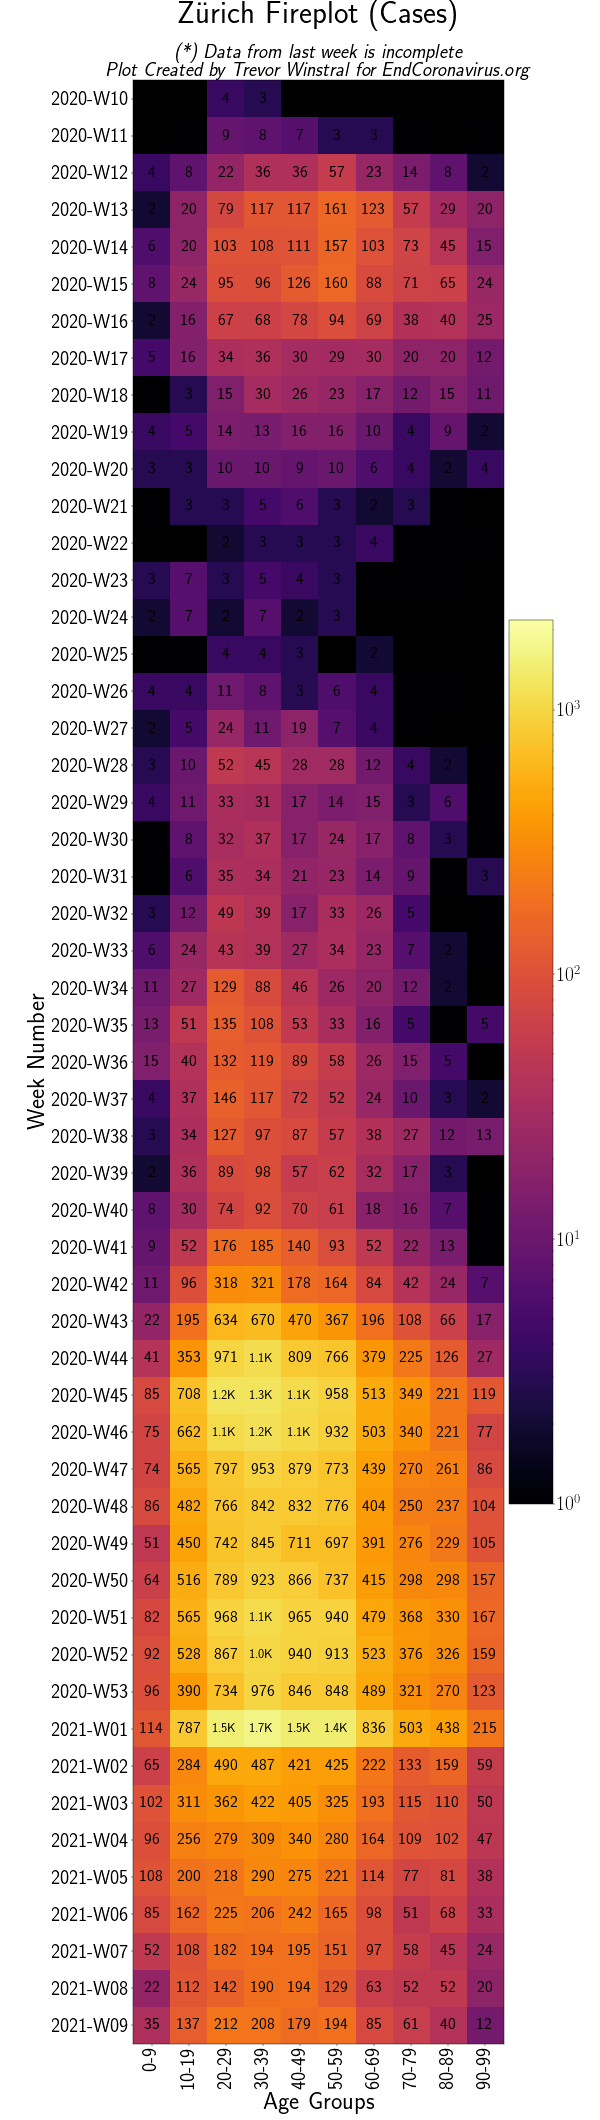 Zürich Fireplot (Cases)
(*) Data from last week is incomplete
Plot Created by Trevor Winstral for EndCoronavirus.org
2020-W10 4 3
2020-W11 9 8 7 3 3
2020-W12 4 8 22 36 36 57 23 14 8 2
2020-W13 2 20 79 117 117 161 123 57 29 20
2020-W14 6 20 103 108 111 157 103 73 45 15
2020-W15 8 24 95 96 126 160 88 71 65 24
2020-W16 2 16 67 68 78 94 69 38 40 25
2020-W17 5 16 34 36 30 29 30 20 20 12
2020-W18 3 15 30 26 23 17 12 15 11
2020-W19 4 5 14 13 16 16 10 4 9 2
2020-W20 3 3 10 10 9 10 6 4 2 4
2020-W21 3 3 5 6 3 2 3
2020-W22 2 3 3 3 4
2020-W23 3 7 3 5 4 3
2020-W24 2 7 2 7 2 3
2020-W25 4 4 3 2
2020-W26 4 4 11 8 3 6 4
2020-W27 2 5 24 11 19 7 4
2020-W28 3 10 52 45 28 28 12 4 2
2020-W29 4 11 33 31 17 14 15 3 6
2020-W30 8 32 37 17 24 17 8 3
2020-W31 6 35 34 21 23 14 9 3
2020-W32 3 12 49 39 17 33 26 5
2020-W33 6 24 43 39 27 34 23 7 2
2020-W34 11 27 129 88 46 26 20 12 2
2020-W35 13 51 135 108 53 33 16 5 5
2020-W36 15 40 132 119 89 58 26 15 5
2020-W37 4 37 146 117 72 52 24 10 3 2
2020-W38 3 34 127 97 87 57 38 27 12 13
2020-W39 2 36 89 98 57 62 32 17 3
2020-W40 8 30 74 92 70 61 18 16 7
2020-W41 9 52 176 185 140 93 52 22 13
2020-W42 11 96 318 321 178 164 84 42 24 7
2020-W43 22 195 634 670 470 367 196 108 66 17
2020-W44 41 353 971 1.1K 809 766 379 225 126 27
2020-W45 85 708 1.2K 1.3K 1.1K 958 513 349 221 119
2020-W46 75 662 1.1K 1.2K 1.1K 932 503 340 221 77
2020-W47 74 565 797 953 879 773 439 270 261 86
2020-W48 86 482 766 842 832 776 404 250 237 104
2020-W49 51 450 742 845 711 697 391 276 229 105
2020-W50 64 516 789 923 866 737 415 298 298 157
2020-W51 82 565 968 1.1K 965 940 479 368 330 167
2020-W52 92 528 867 1.0K 940 913 523 376 326 159
2020-W53 96 390 734 976 846 848 489 321 270 123
2021-W01 114 787 1.5K 1.7K 1.5K 1.4K 836 503 438 215
2021-W02 65 284 490 487 421 425 222 133 159 59
2021-W03 102 311 362 422 405 325 193 115 110 50
2021-W04 96 256 279 309 340 280 164 109 102 47
2021-W05 108 200 218 290 275 221 114 77 81 38
2021-W06 85 162 225 206 242 165 98 51 68 33
2021-W07 52 108 182 194 195 151 97 58 45 24
2021-W08 22 112 142 190 194 129 63 52 52 20
2021-W09 35 137 212 208 179 194 85 61 40 12
0-9 10-19 20-29 30-39 40-49 50-59 60-69 70-79 80-89 90-99
Age Groups
Week Number
10³
10²
10¹
10⁰